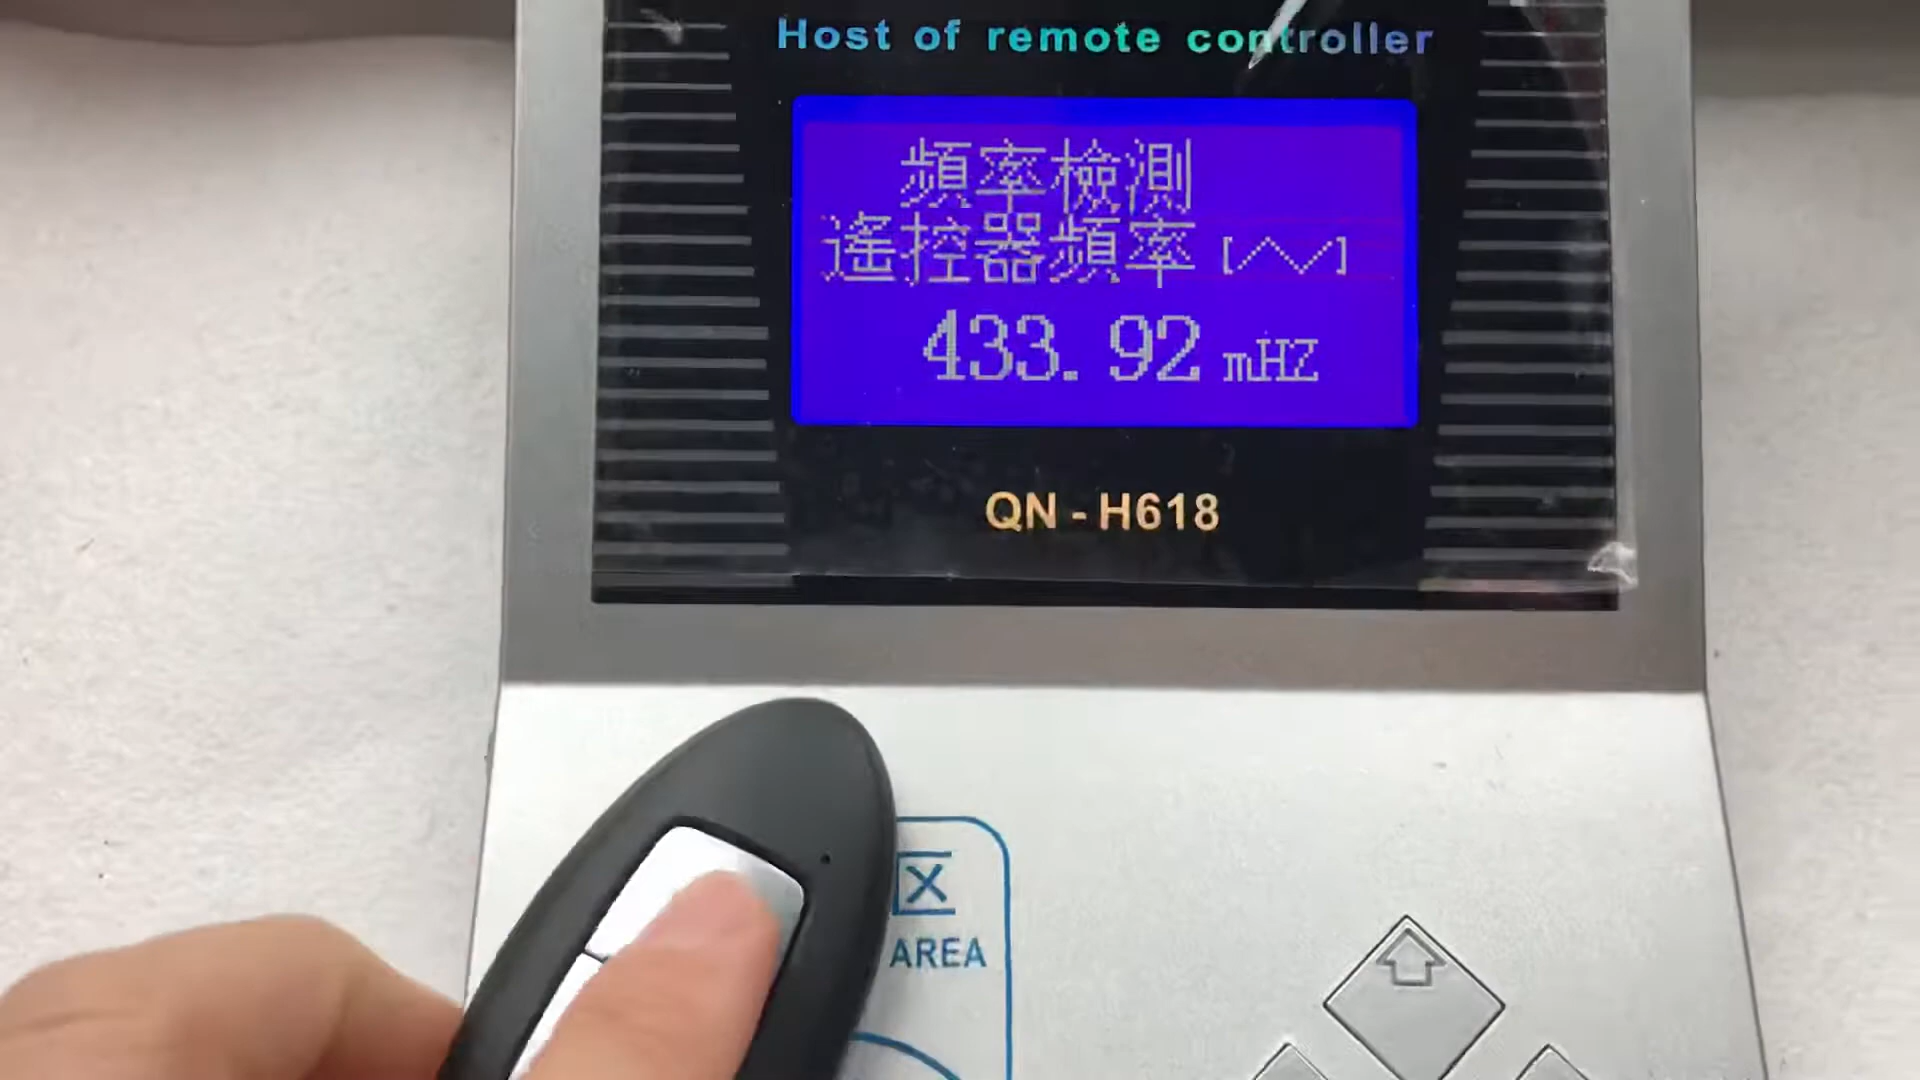 Host of remote controller
頻率檢測
遙控器頻率 [╱╲╱]
433.92 mHZ
QN-H618
区
AREA